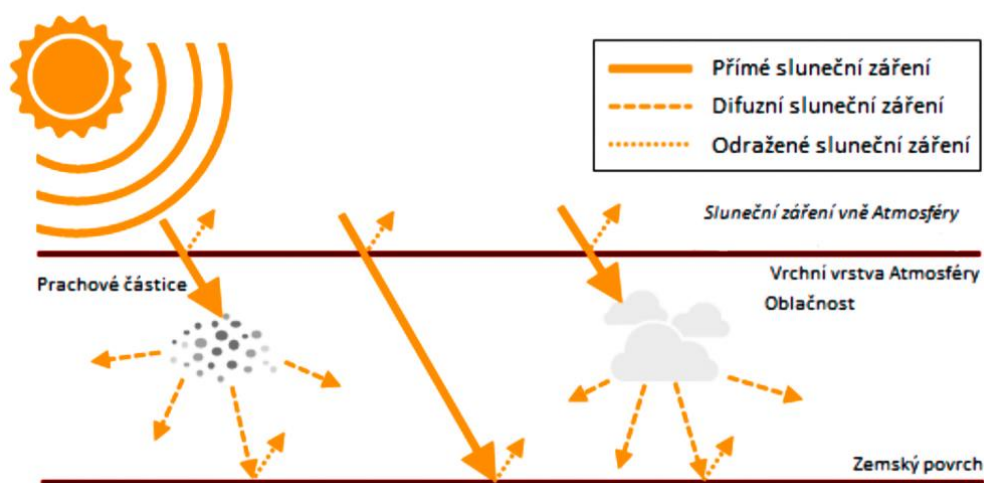 Přímé sluneční záření
Difuzní sluneční záření
Odražené sluneční záření
Sluneční záření vně Atmosféry
Vrchní vrstva Atmosféry
Prachové částice
Oblačnost
Zemský povrch